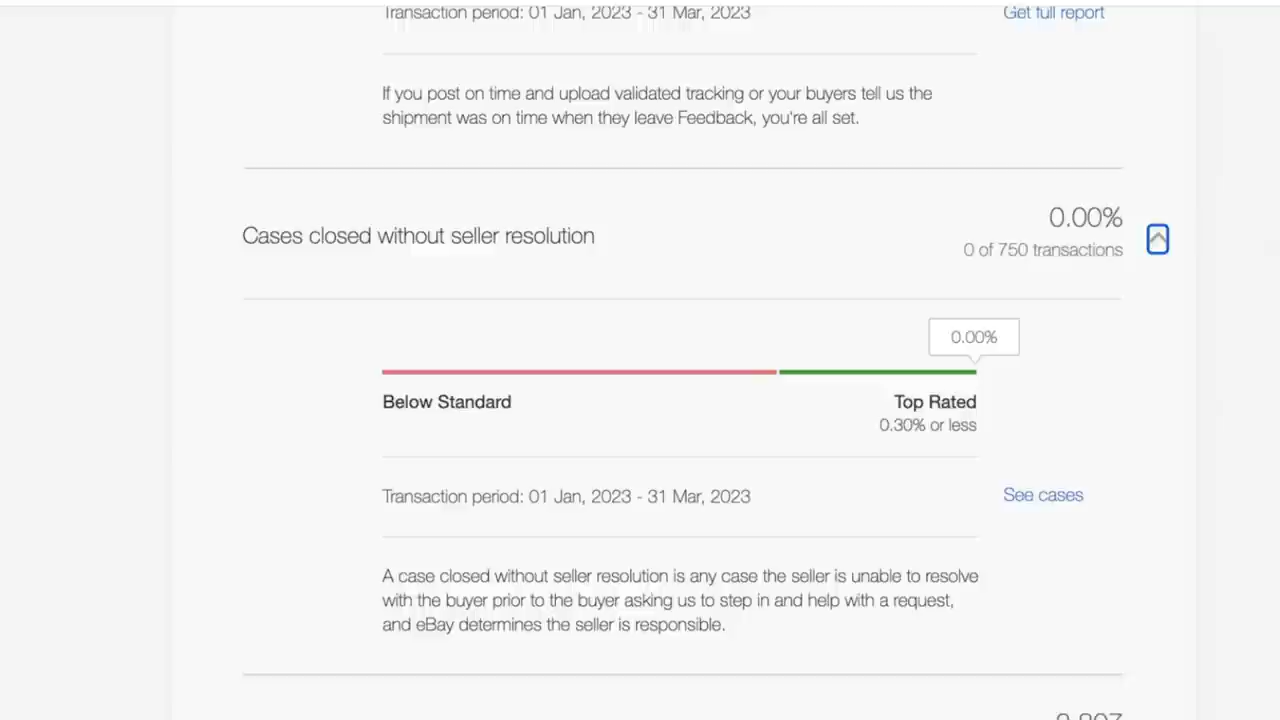 Transaction period: 01 Jan, 2023 - 31 Mar, 2023
Get full report
If you post on time and upload validated tracking or your buyers tell us the
shipment was on time when they leave Feedback, you're all set.
Cases closed without seller resolution
0.00%
0 of 750 transactions
0.00%
Below Standard
Top Rated
0.30% or less
Transaction period: 01 Jan, 2023 - 31 Mar, 2023
See cases
A case closed without seller resolution is any case the seller is unable to resolve
with the buyer prior to the buyer asking us to step in and help with a request,
and eBay determines the seller is responsible.